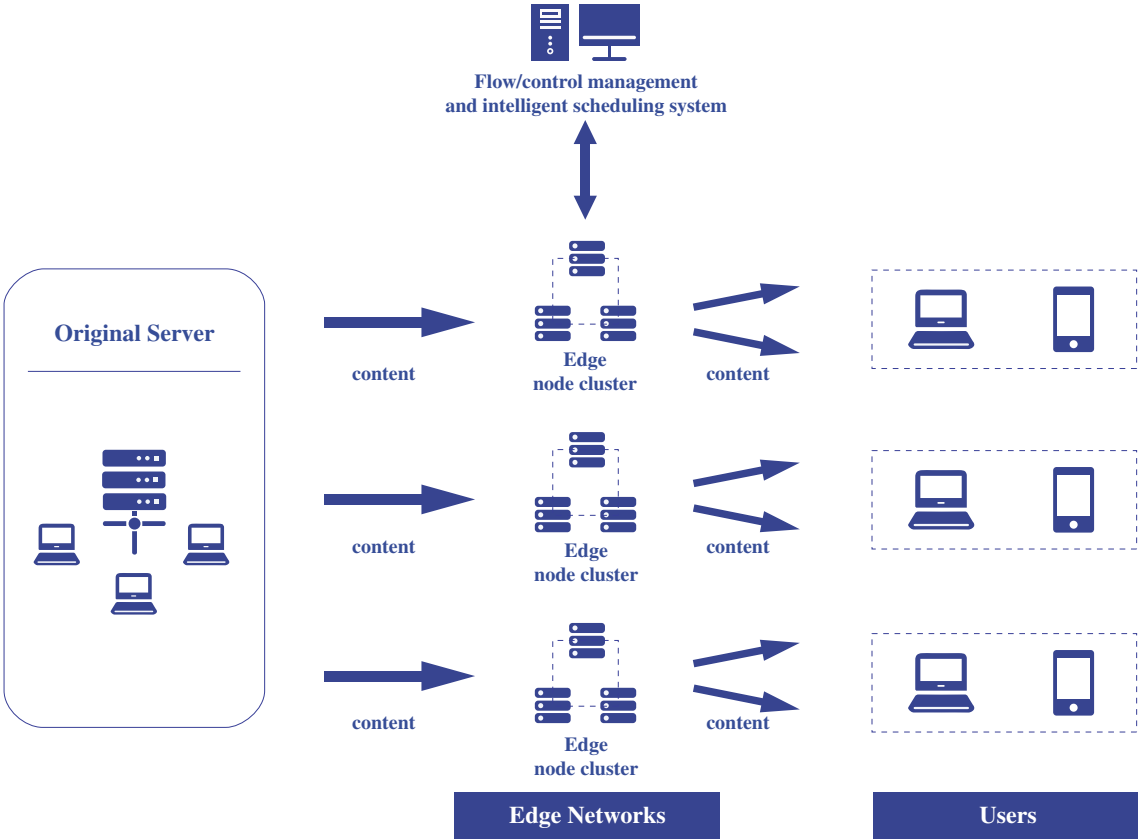 Flow/control management
and intelligent scheduling system
Original Server
content
Edge
node cluster
content
content
Edge
node cluster
content
content
Edge
node cluster
content
Edge Networks
Users